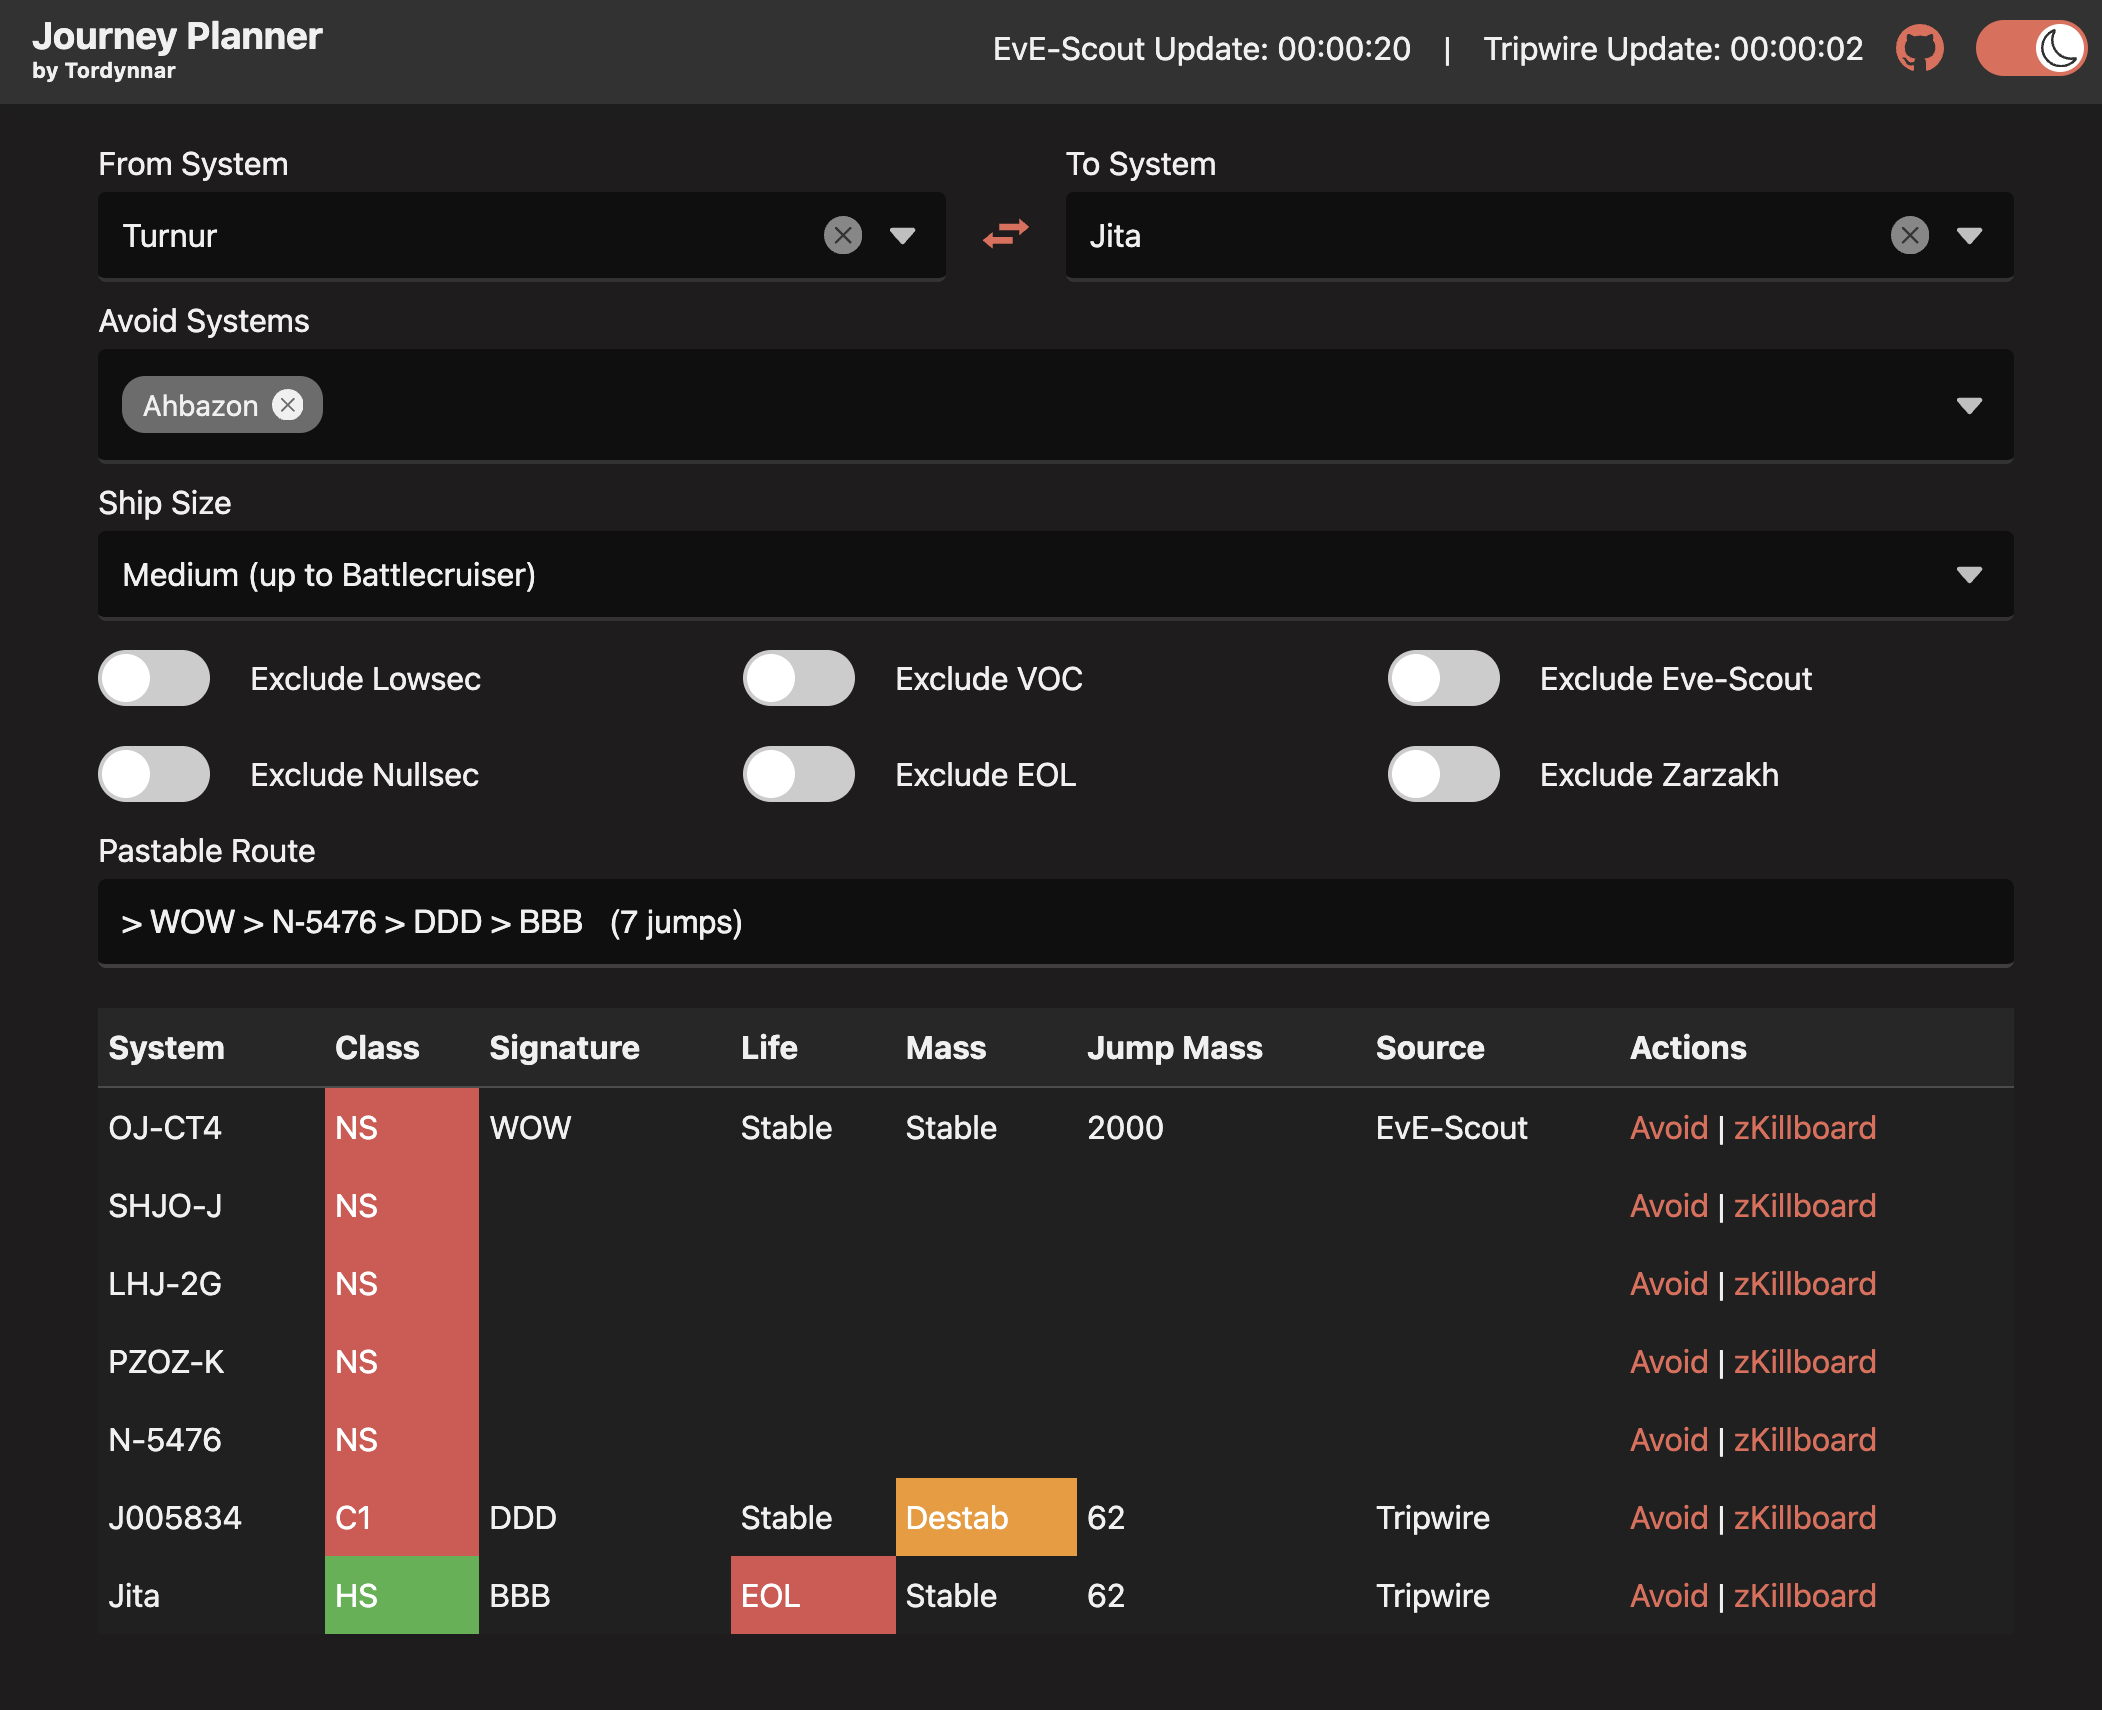 Journey Planner
by Tordynnar
EvE-Scout Update: 00:00:20 | Tripwire Update: 00:00:02
From System
To System
Turnur
Jita
Avoid Systems
Ahbazon
Ship Size
Medium (up to Battlecruiser)
Exclude Lowsec
Exclude VOC
Exclude Eve-Scout
Exclude Nullsec
Exclude EOL
Exclude Zarzakh
Pastable Route
> WOW > N-5476 > DDD > BBB (7 jumps)
System Class Signature Life Mass Jump Mass Source Actions
OJ-CT4 NS WOW Stable Stable 2000 EvE-Scout Avoid | zKillboard
SHJO-J NS Avoid | zKillboard
LHJ-2G NS Avoid | zKillboard
PZOZ-K NS Avoid | zKillboard
N-5476 NS Avoid | zKillboard
J005834 C1 DDD Stable Destab 62 Tripwire Avoid | zKillboard
Jita HS BBB EOL Stable 62 Tripwire Avoid | zKillboard